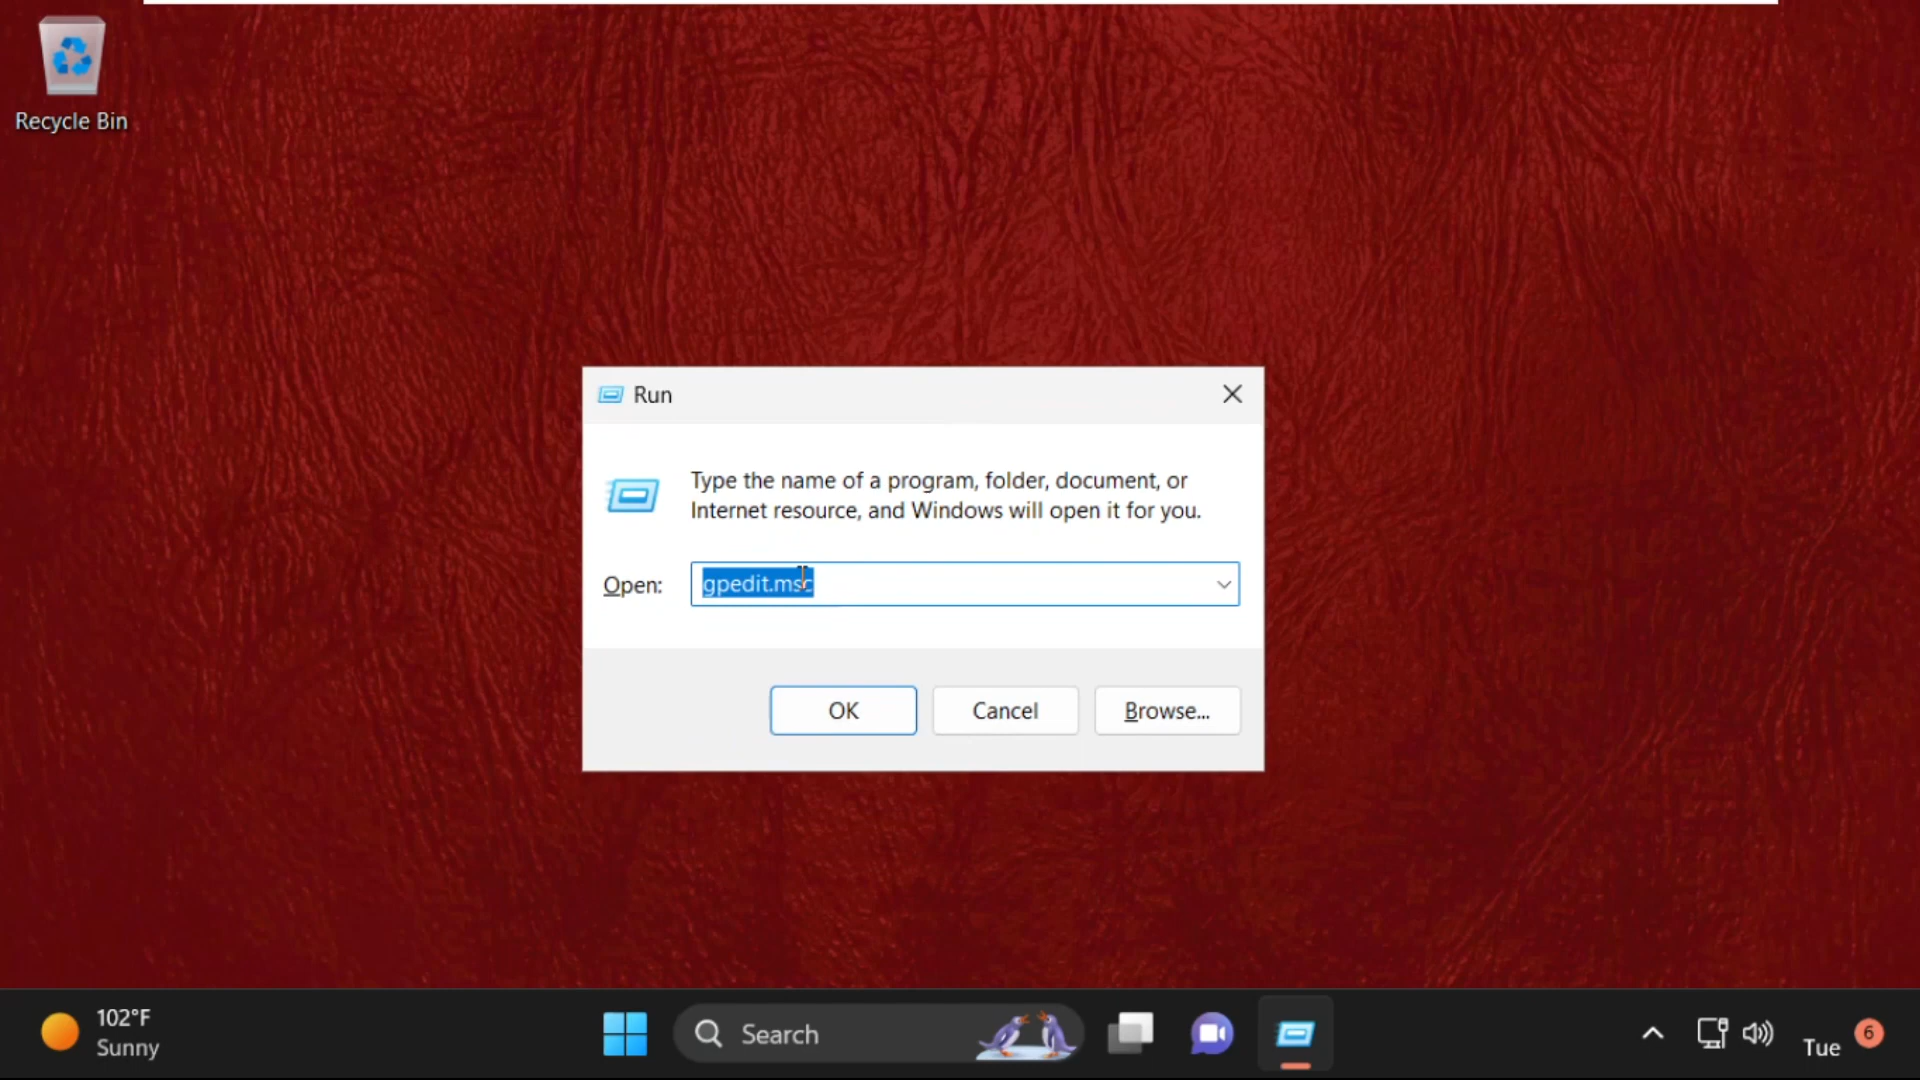 Recycle Bin
Run
Type the name of a program, folder, document, or
Internet resource, and Windows will open it for you.
Open:
gpedit.msc
OK
Cancel
Browse...
102°F
Sunny
Search
Tue
6